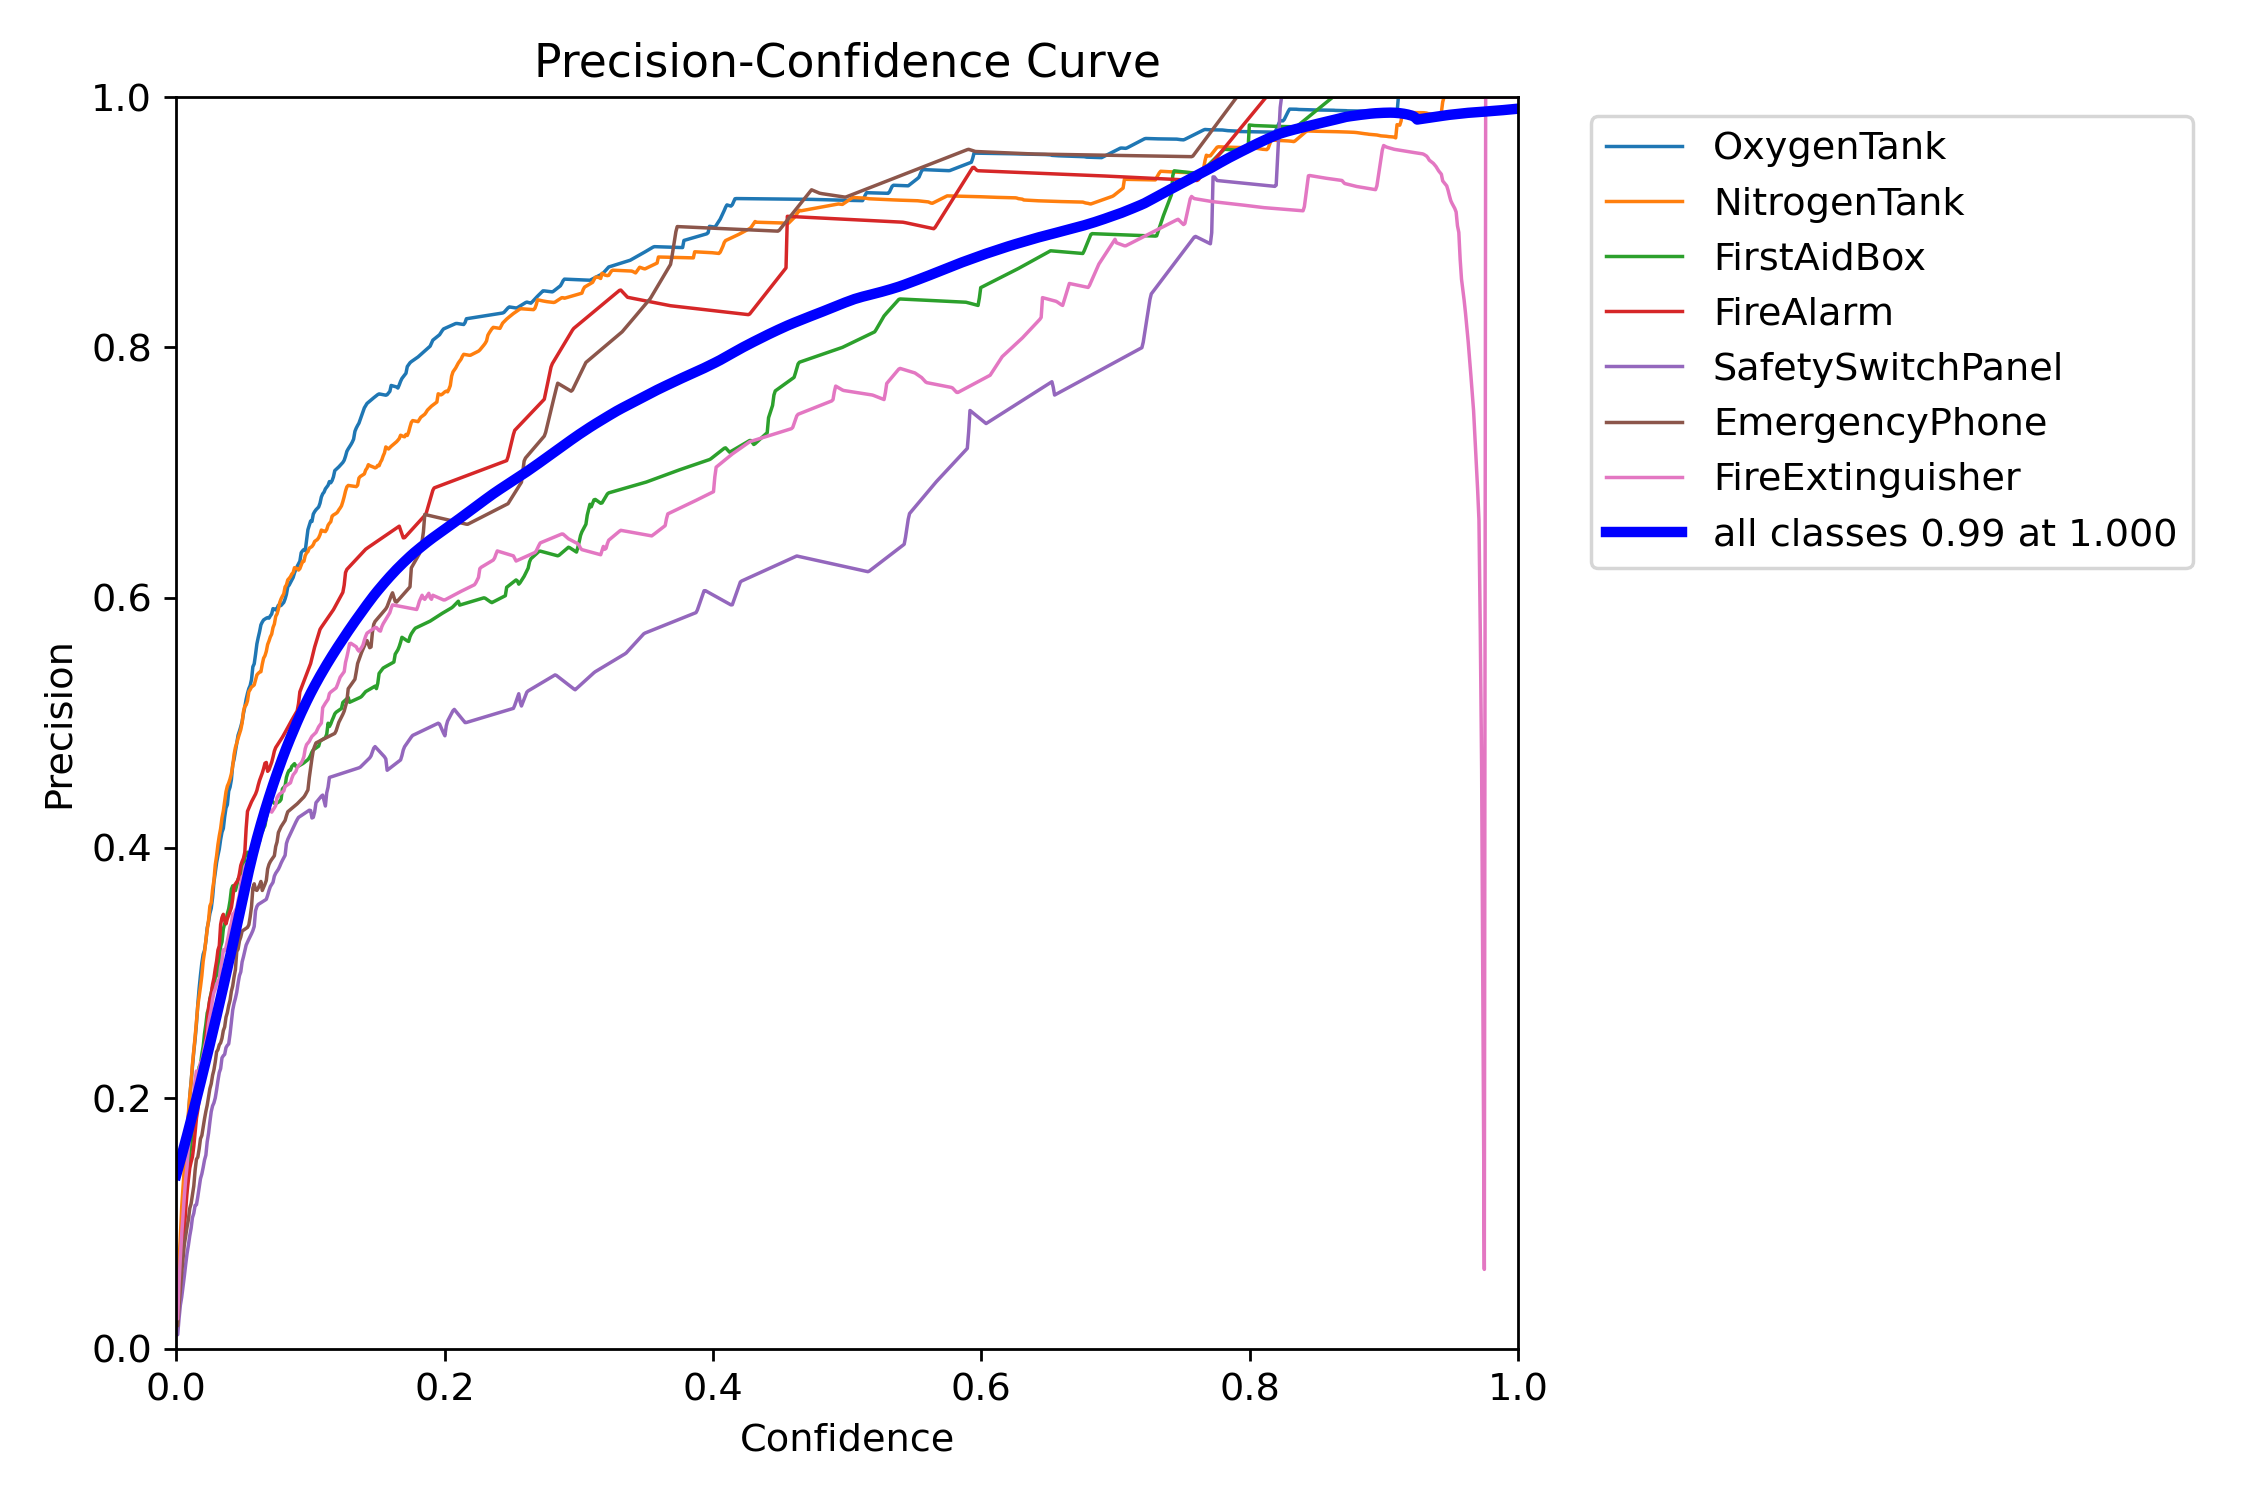 Precision-Confidence Curve
1.0
0.8
0.6
0.4
0.2
0.0
Precision
0.0 0.2 0.4 0.6 0.8 1.0
Confidence
OxygenTank
NitrogenTank
FirstAidBox
FireAlarm
SafetySwitchPanel
EmergencyPhone
FireExtinguisher
all classes 0.99 at 1.000